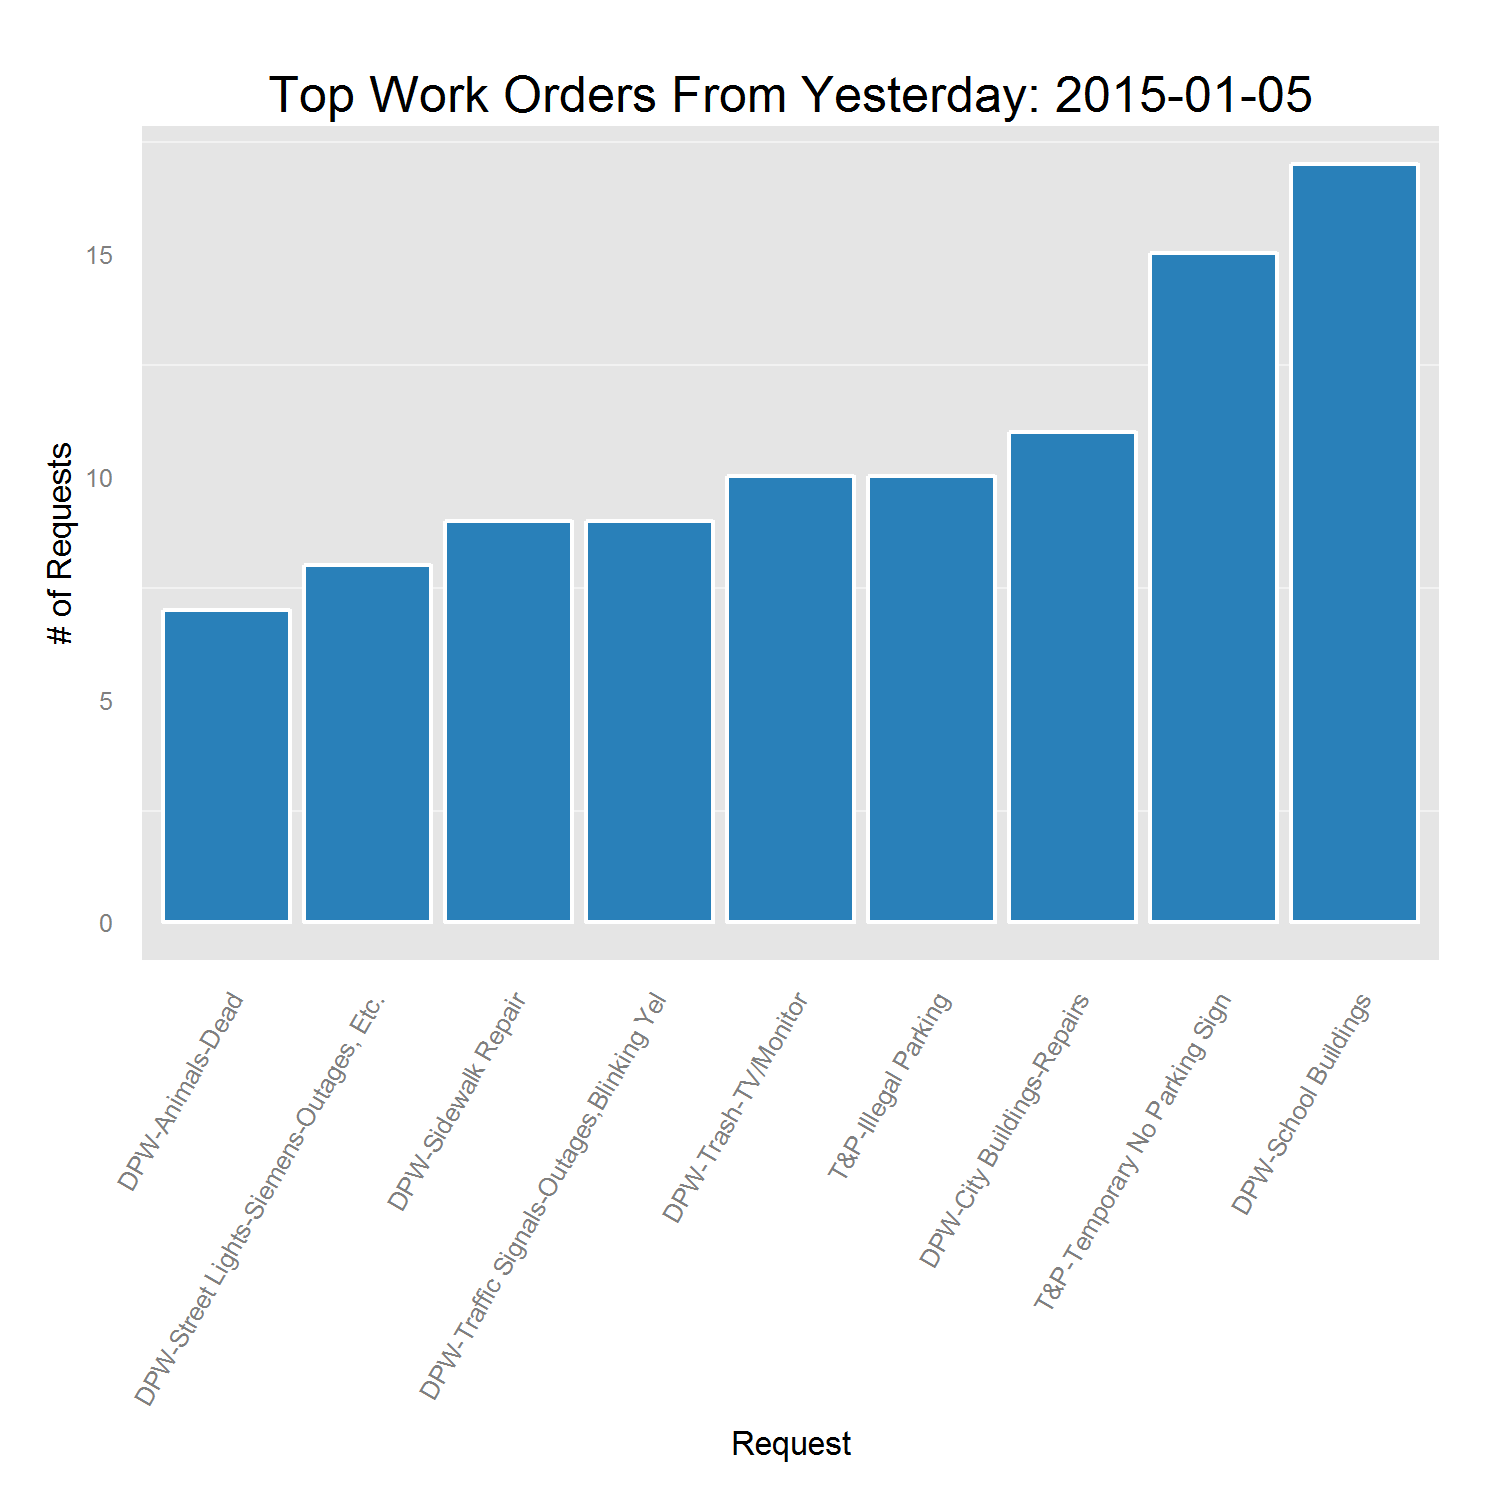 Top Work Orders From Yesterday: 2015-01-05
# of Requests
15
10
5
0
DPW-Animals-Dead
DPW-Street Lights-Siemens-Outages, Etc.
DPW-Sidewalk Repair
DPW-Traffic Signals-Outages,Blinking Yel
DPW-Trash-TV/Monitor
T&P-Illegal Parking
DPW-City Buildings-Repairs
T&P-Temporary No Parking Sign
DPW-School Buildings
Request